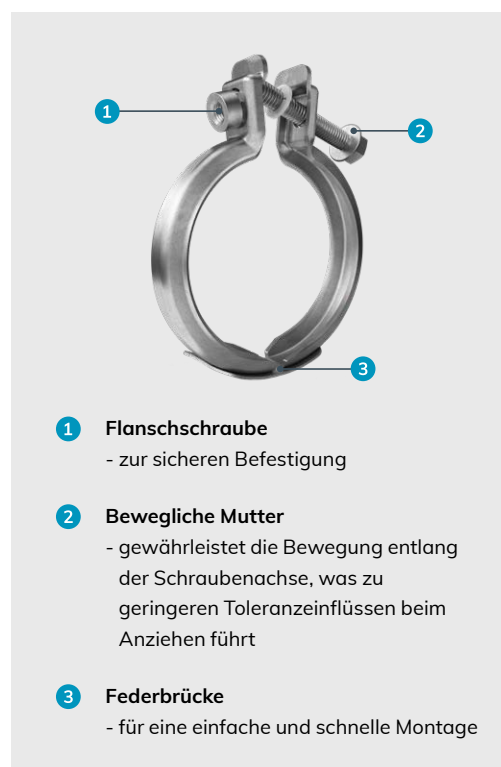 1
2
3
1 Flanschschraube
- zur sicheren Befestigung
2 Bewegliche Mutter
- gewährleistet die Bewegung entlang
der Schraubenachse, was zu
geringeren Toleranzeinflüssen beim
Anziehen führt
3 Federbrücke
- für eine einfache und schnelle Montage